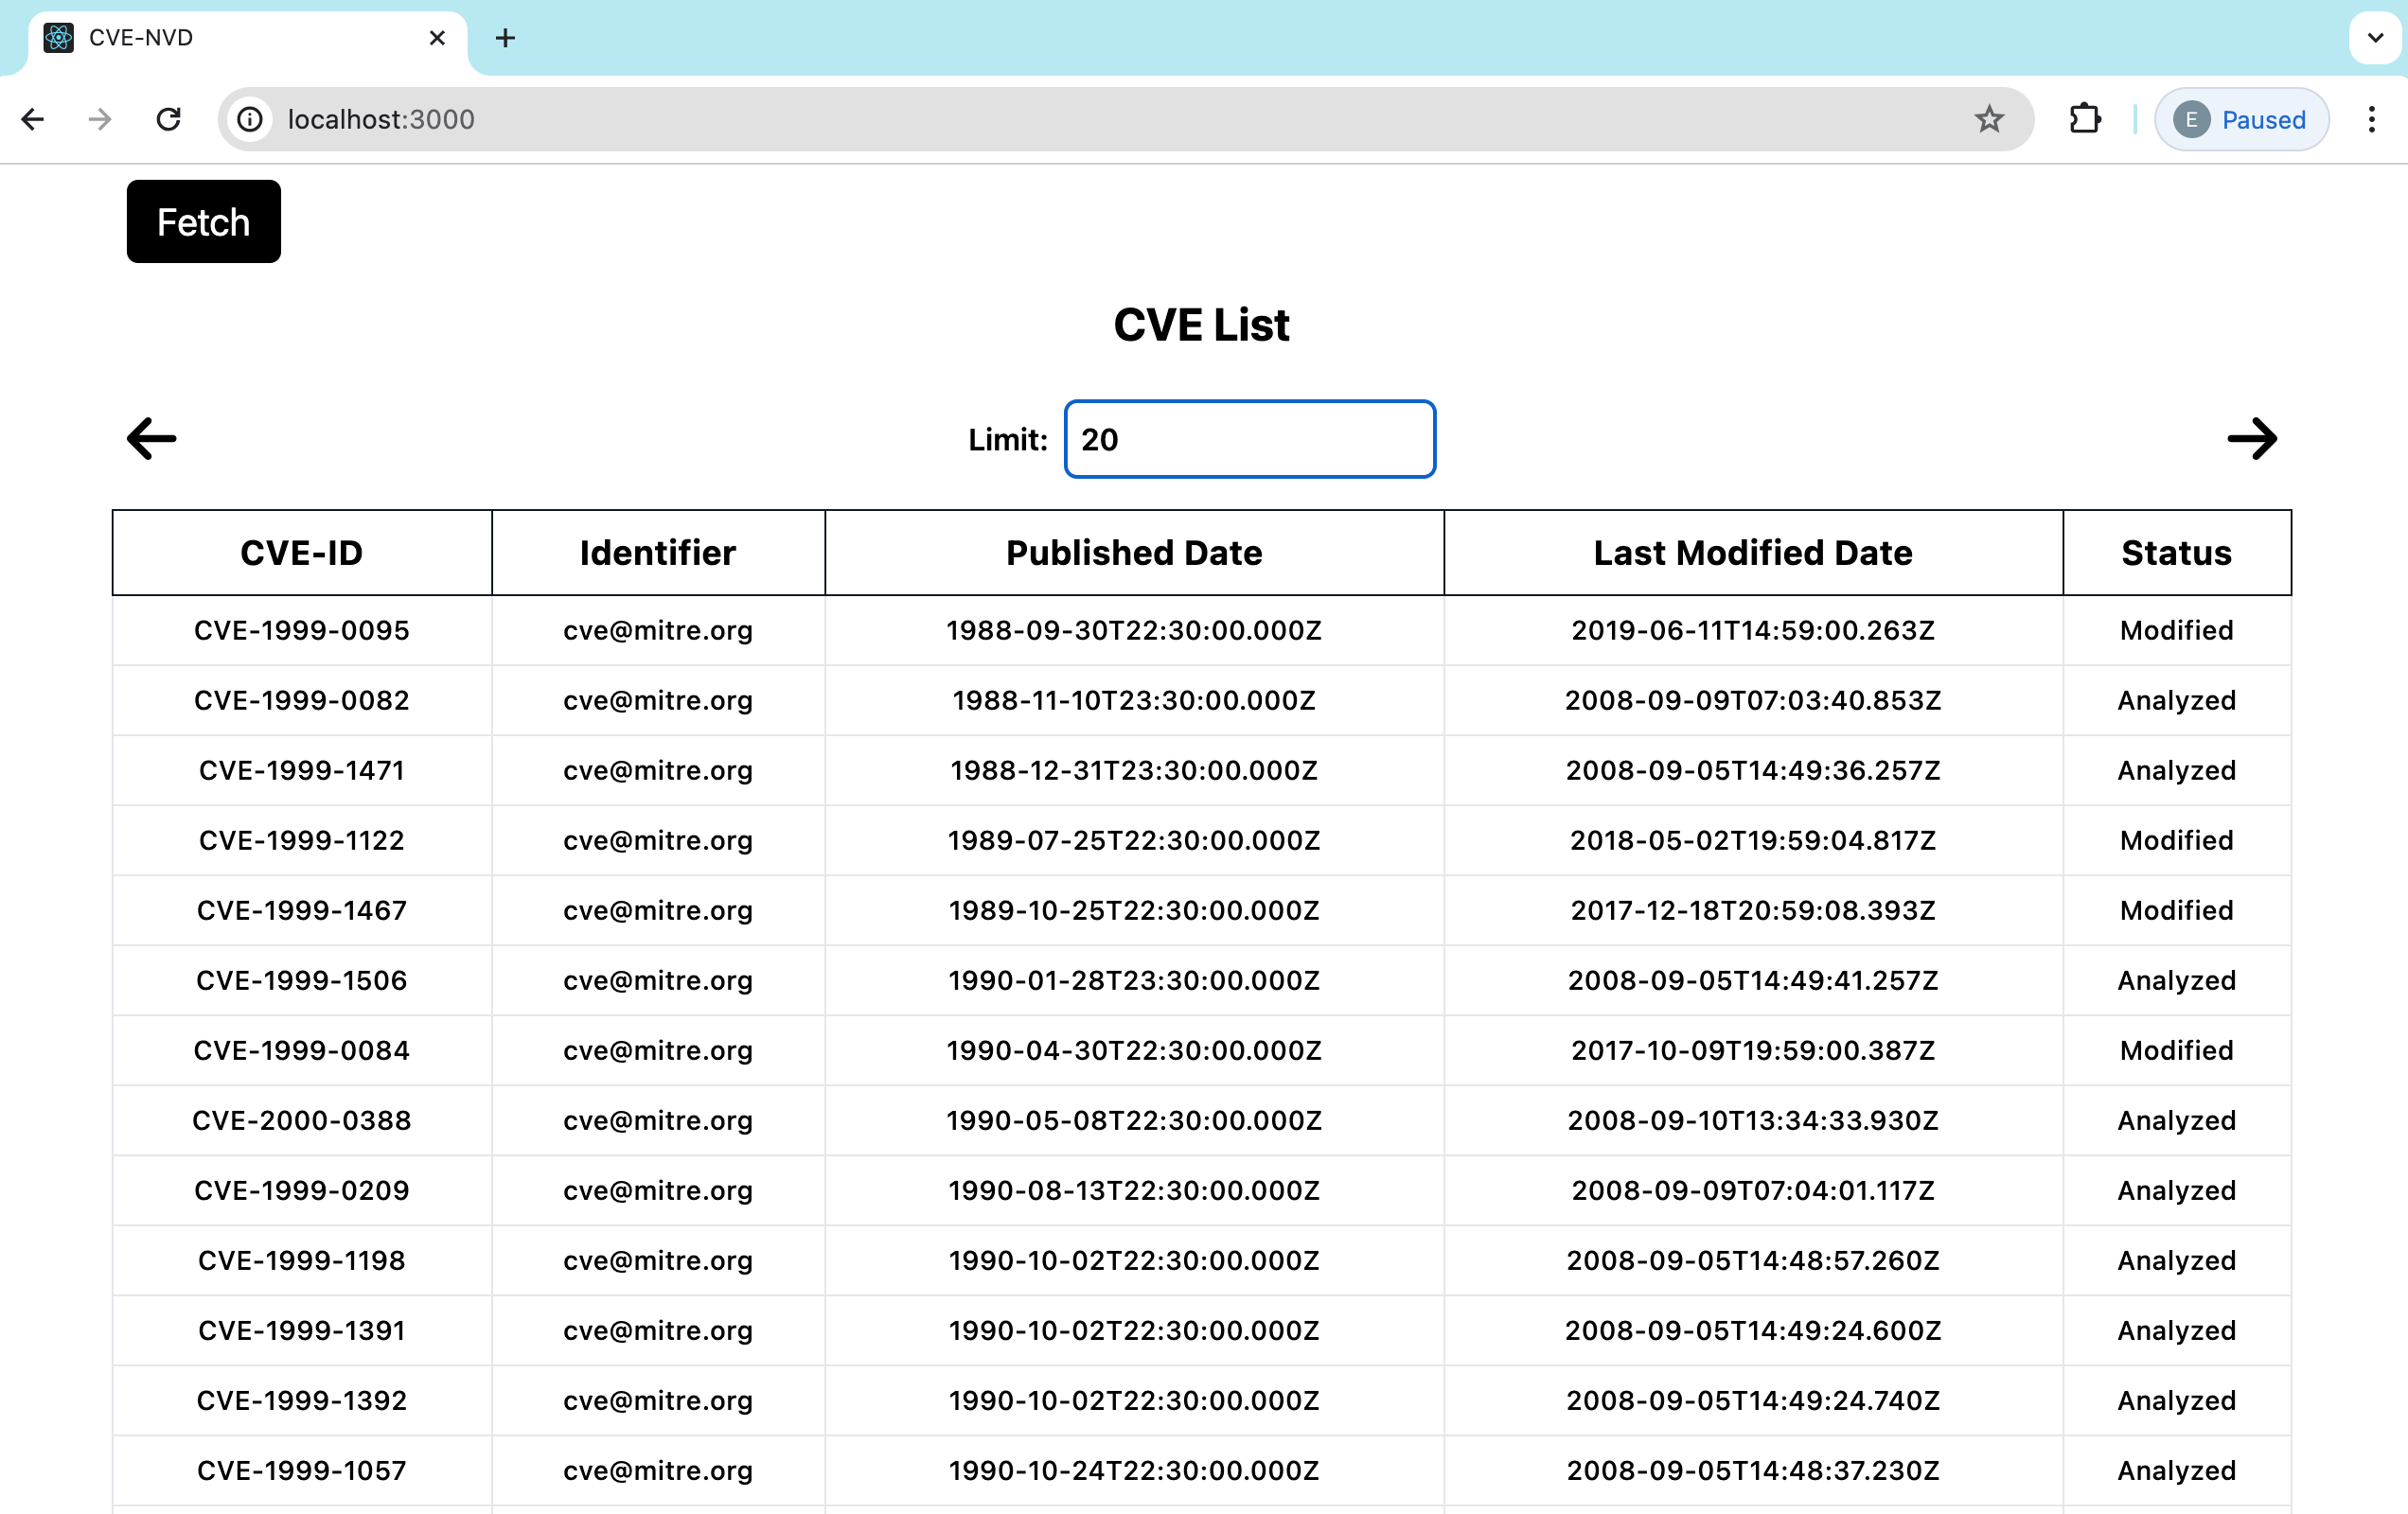 CVE-NVD
localhost:3000
E Paused
Fetch
CVE List
Limit: 20
CVE-ID Identifier Published Date Last Modified Date Status
CVE-1999-0095 cve@mitre.org 1988-09-30T22:30:00.000Z 2019-06-11T14:59:00.263Z Modified
CVE-1999-0082 cve@mitre.org 1988-11-10T23:30:00.000Z 2008-09-09T07:03:40.853Z Analyzed
CVE-1999-1471 cve@mitre.org 1988-12-31T23:30:00.000Z 2008-09-05T14:49:36.257Z Analyzed
CVE-1999-1122 cve@mitre.org 1989-07-25T22:30:00.000Z 2018-05-02T19:59:04.817Z Modified
CVE-1999-1467 cve@mitre.org 1989-10-25T22:30:00.000Z 2017-12-18T20:59:08.393Z Modified
CVE-1999-1506 cve@mitre.org 1990-01-28T23:30:00.000Z 2008-09-05T14:49:41.257Z Analyzed
CVE-1999-0084 cve@mitre.org 1990-04-30T22:30:00.000Z 2017-10-09T19:59:00.387Z Modified
CVE-2000-0388 cve@mitre.org 1990-05-08T22:30:00.000Z 2008-09-10T13:34:33.930Z Analyzed
CVE-1999-0209 cve@mitre.org 1990-08-13T22:30:00.000Z 2008-09-09T07:04:01.117Z Analyzed
CVE-1999-1198 cve@mitre.org 1990-10-02T22:30:00.000Z 2008-09-05T14:48:57.260Z Analyzed
CVE-1999-1391 cve@mitre.org 1990-10-02T22:30:00.000Z 2008-09-05T14:49:24.600Z Analyzed
CVE-1999-1392 cve@mitre.org 1990-10-02T22:30:00.000Z 2008-09-05T14:49:24.740Z Analyzed
CVE-1999-1057 cve@mitre.org 1990-10-24T22:30:00.000Z 2008-09-05T14:48:37.230Z Analyzed